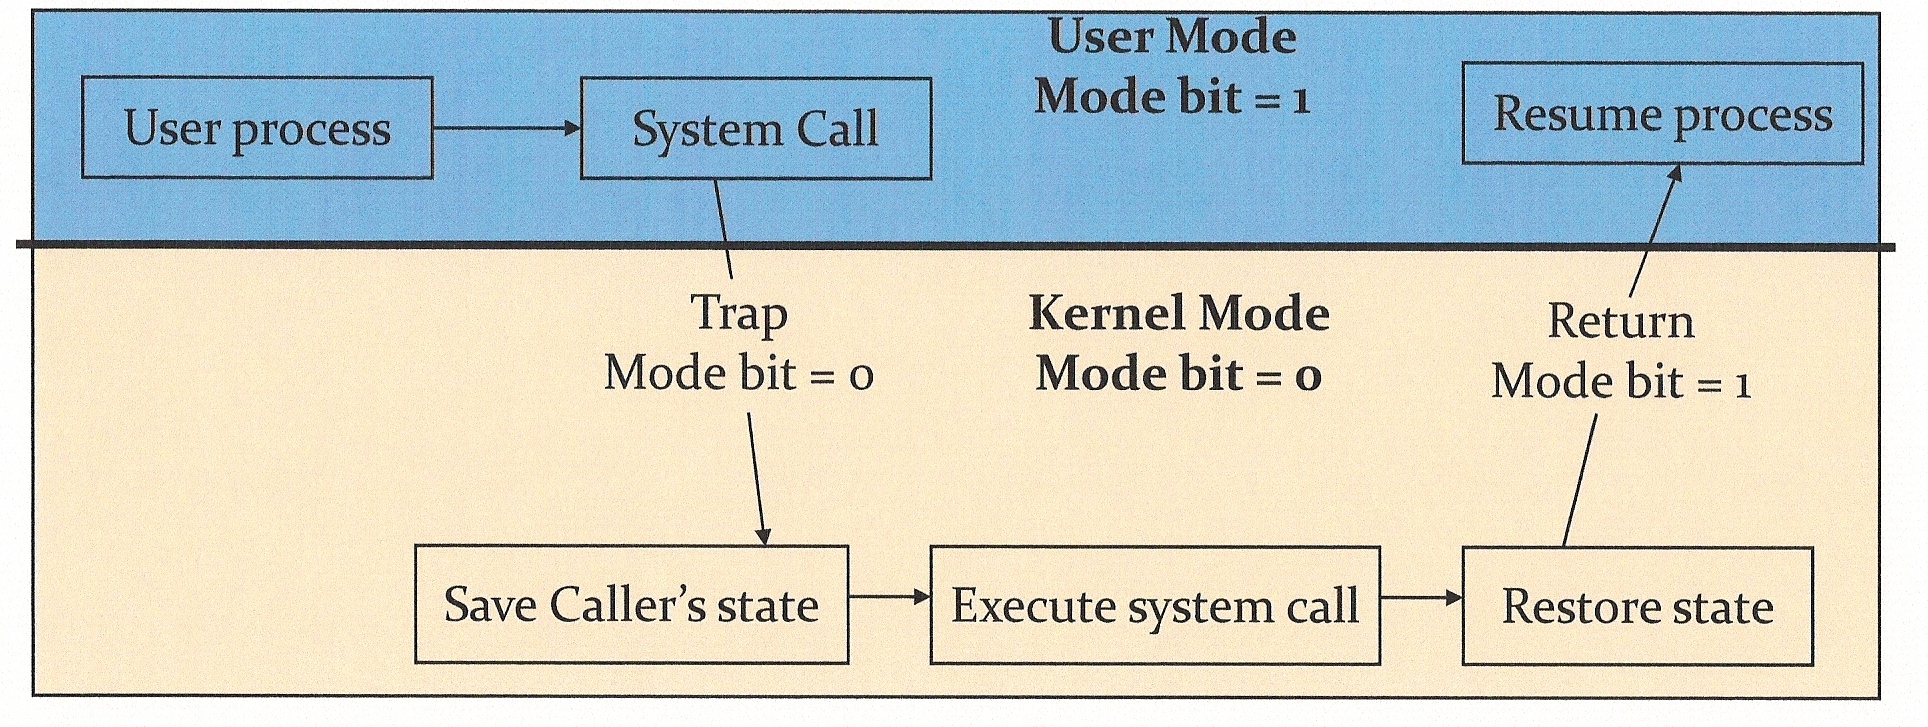 User Mode
Mode bit = 1
User process
System Call
Resume process
Trap
Mode bit = 0
Kernel Mode
Mode bit = 0
Return
Mode bit = 1
Save Caller’s state
Execute system call
Restore state